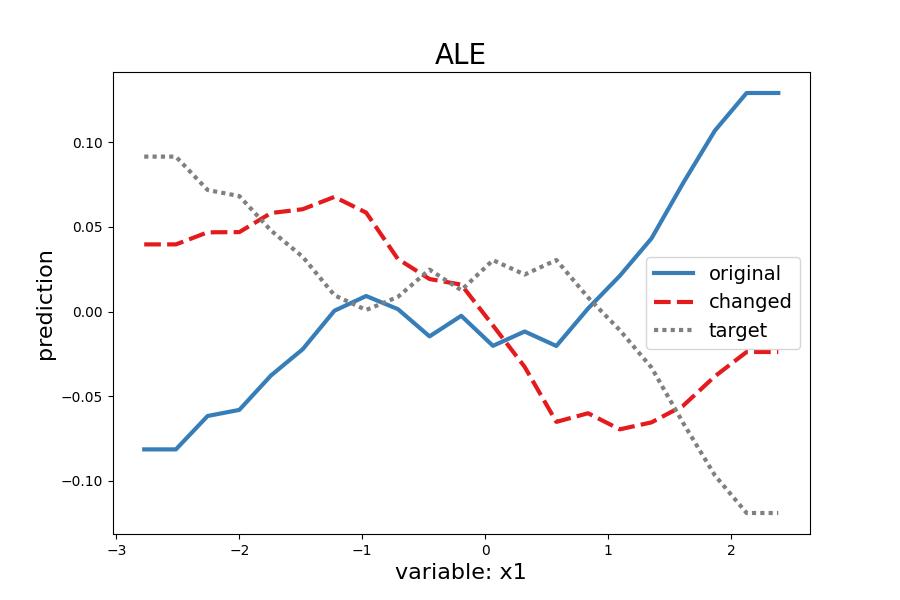 ALE
prediction
0.10
0.05
0.00
−0.05
−0.10
original
changed
target
−3
−2
−1
0
1
2
variable: x1